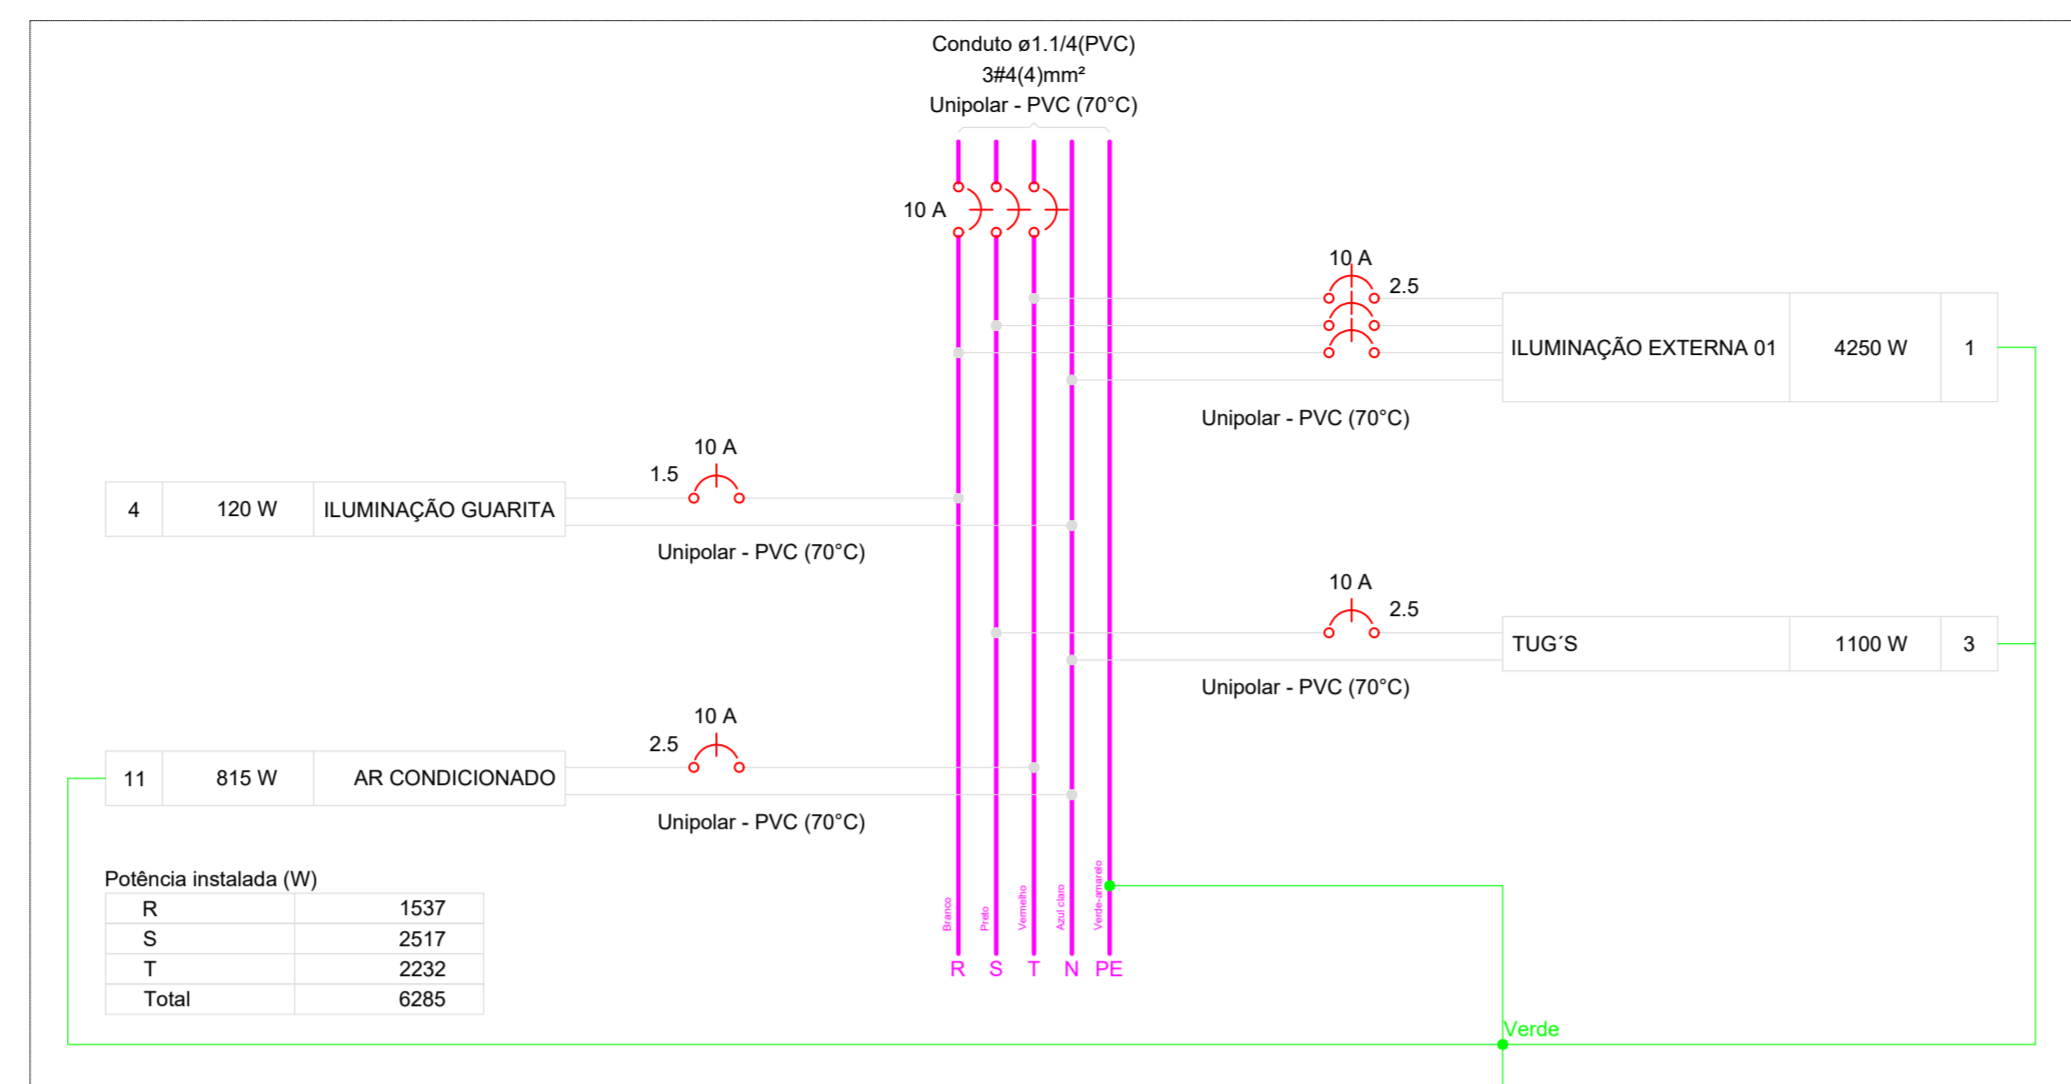 Conduto ø1.1/4(PVC)
3#4(4)mm²
Unipolar - PVC (70°C)
10 A
10 A
2.5
ILUMINAÇÃO EXTERNA 01 4250 W 1
Unipolar - PVC (70°C)
10 A
1.5
4 120 W ILUMINAÇÃO GUARITA
Unipolar - PVC (70°C)
10 A
2.5
TUG´S 1100 W 3
Unipolar - PVC (70°C)
10 A
2.5
11 815 W AR CONDICIONADO
Unipolar - PVC (70°C)
Potência instalada (W)
R 1537
S 2517
T 2232
Total 6285
Branco
Preto
Vermelho
Azul claro
Verde-amarelo
R S T N PE
Verde